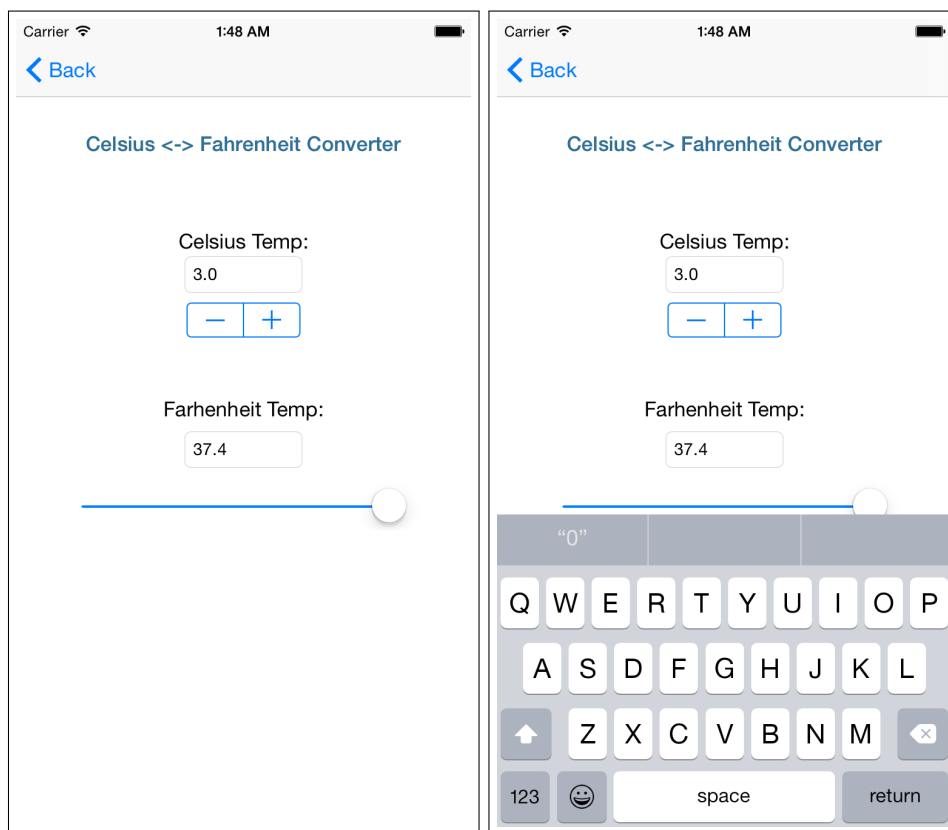 Carrier 1:48 AM
Back
Celsius <-> Fahrenheit Converter
Celsius Temp:
3.0
− +
Farhenheit Temp:
37.4
Carrier 1:48 AM
Back
Celsius <-> Fahrenheit Converter
Celsius Temp:
3.0
− +
Farhenheit Temp:
37.4
“0”
Q W E R T Y U I O P
A S D F G H J K L
Z X C V B N M
123 space return